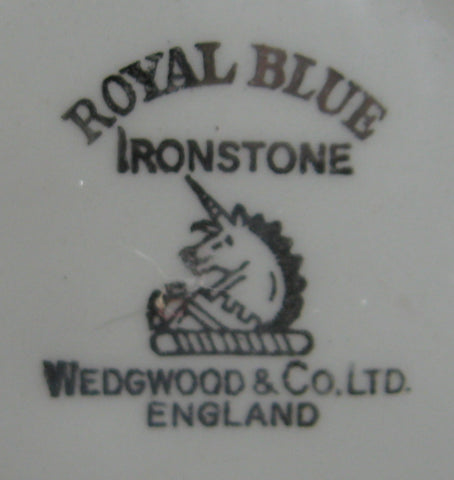 ROYAL BLUE
IRONSTONE
WEDGWOOD & CO. LTD.
ENGLAND